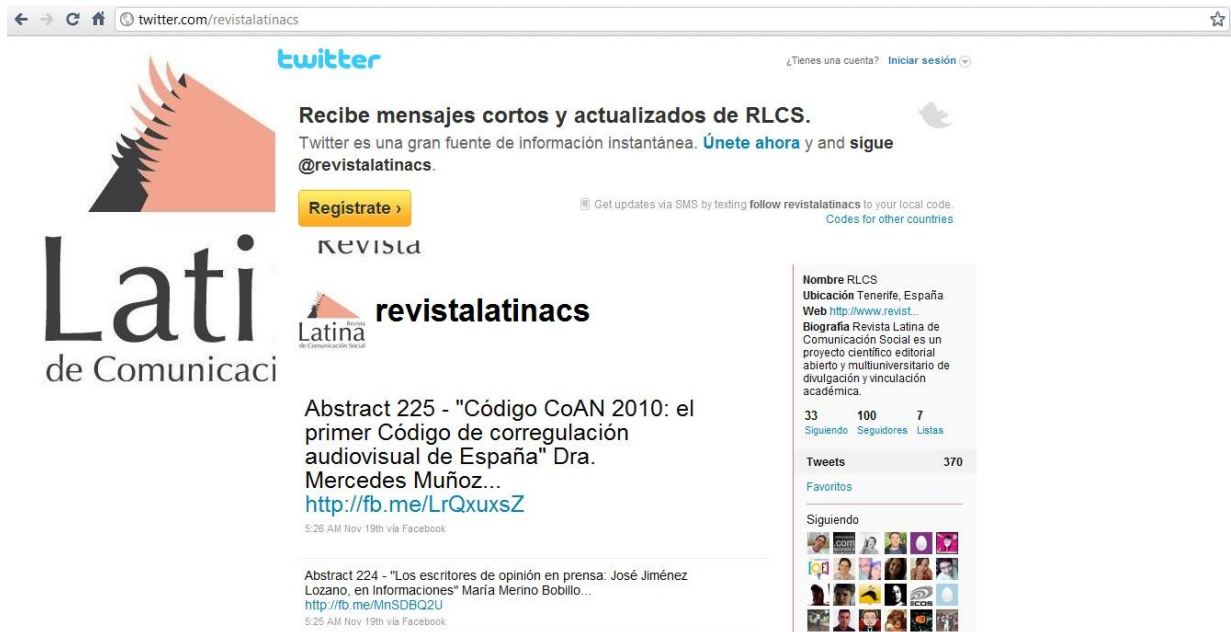 twitter.com/revistalatinacs
twitter
¿Tienes una cuenta? Iniciar sesión
Recibe mensajes cortos y actualizados de RLCS.
Twitter es una gran fuente de información instantánea. Únete ahora y and sigue
@revistalatinacs.
Regístrate ›
Get updates via SMS by texting follow revistalatinacs to your local code.
Codes for other countries
Revista
Lati
de Comunicaci
Revista
Latina
de Comunicación Social
revistalatinacs
Abstract 225 - "Código CoAN 2010: el
primer Código de corregulación
audiovisual de España" Dra.
Mercedes Muñoz...
http://fb.me/LrQxuxsZ
5:26 AM Nov 19th vía Facebook
Abstract 224 - "Los escritores de opinión en prensa: José Jiménez
Lozano, en Informaciones" María Merino Bobillo...
http://fb.me/MnSDBQ2U
5:25 AM Nov 19th vía Facebook
Nombre RLCS
Ubicación Tenerife, España
Web http://www.revist...
Biografía Revista Latina de
Comunicación Social es un
proyecto científico editorial
abierto y multiuniversitario de
divulgación y vinculación
académica.
33 100 7
Siguiendo Seguidores Listas
Tweets 370
Favoritos
Siguiendo
.com